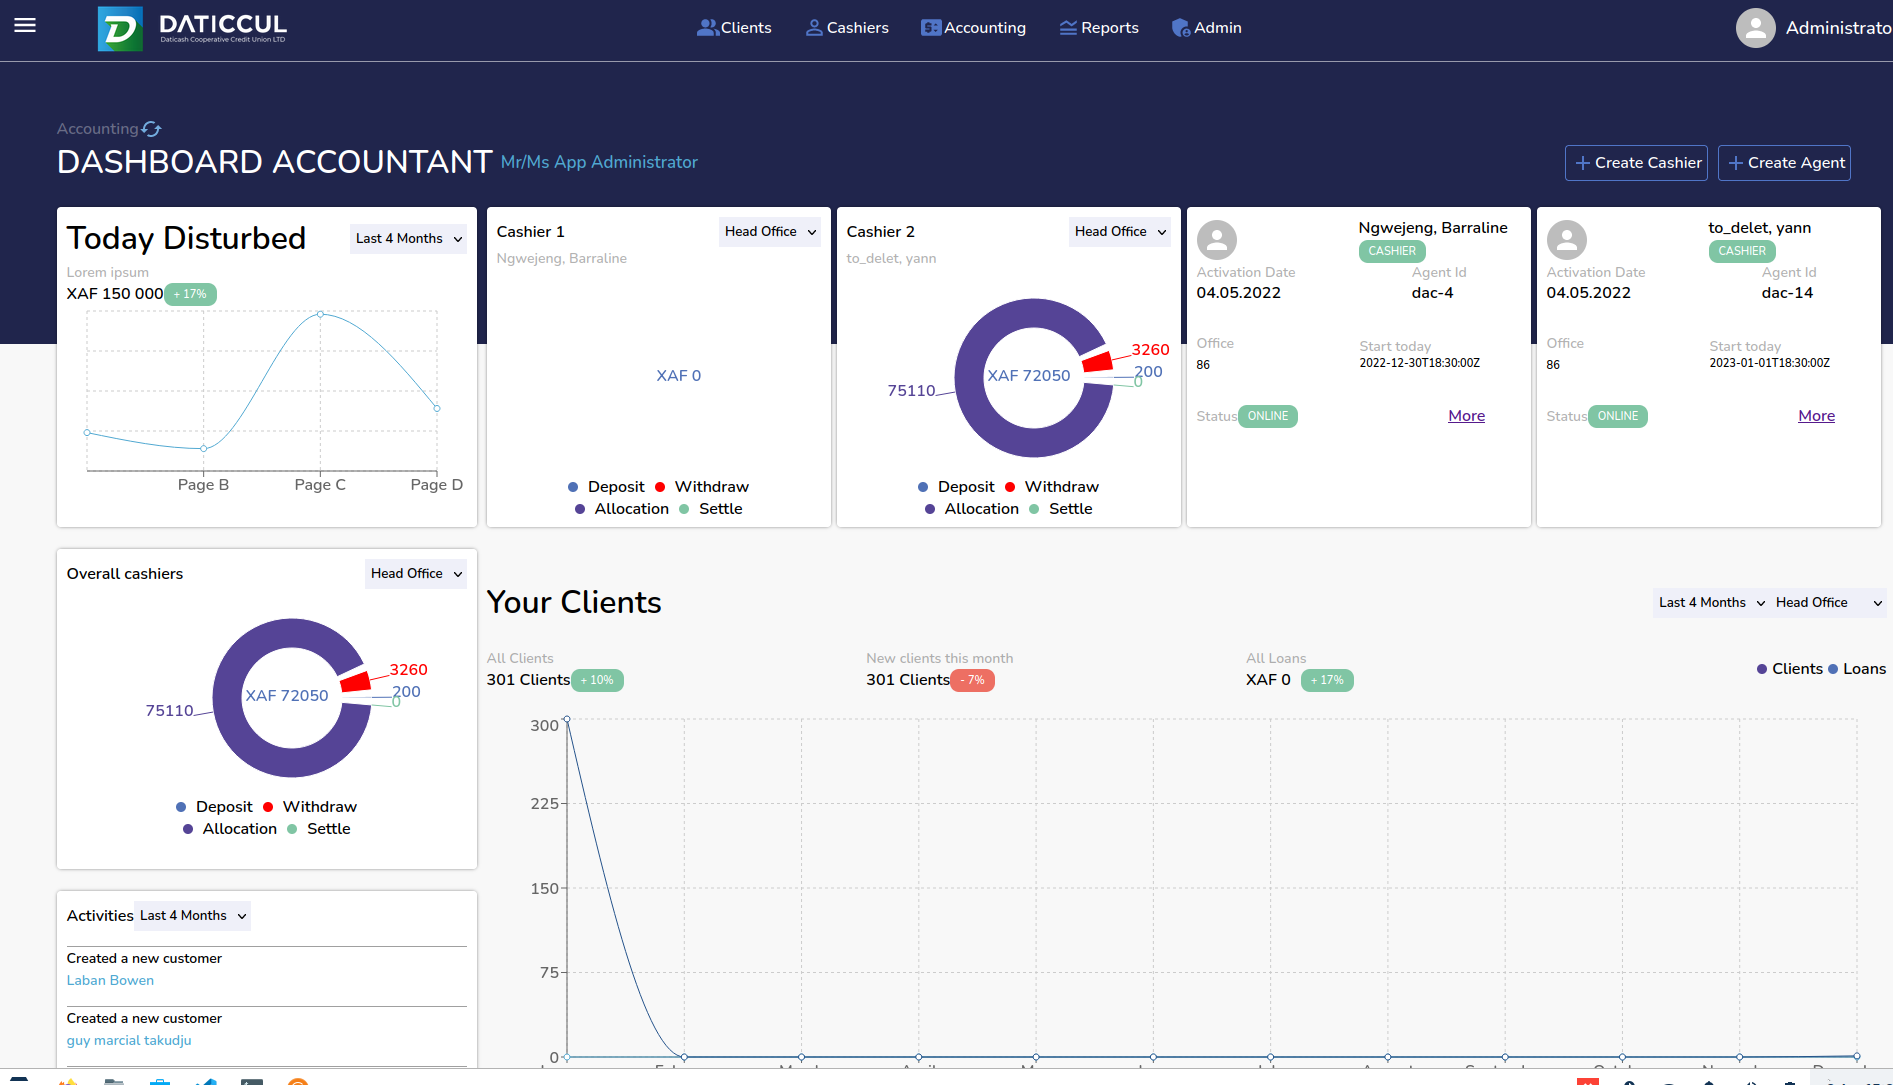 DATICCUL
Daticash Cooperative Credit Union LTD
Clients
Cashiers
Accounting
Reports
Admin
Administrato
Accounting
DASHBOARD ACCOUNTANT Mr/Ms App Administrator
Create Cashier
Create Agent
Today Disturbed
Last 4 Months
Lorem ipsum
XAF 150 000 + 17%
Page B
Page C
Page D
Cashier 1
Head Office
Ngwejeng, Barraline
XAF 0
Deposit Withdraw
Allocation Settle
Cashier 2
Head Office
to_delet, yann
3260
XAF 72050
200
0
75110
Deposit Withdraw
Allocation Settle
Ngwejeng, Barraline
CASHIER
Activation Date
Agent Id
04.05.2022
dac-4
Office
Start today
86
2022-12-30T18:30:00Z
Status ONLINE
More
to_delet, yann
CASHIER
Activation Date
Agent Id
04.05.2022
dac-14
Office
Start today
86
2023-01-01T18:30:00Z
Status ONLINE
More
Overall cashiers
Head Office
3260
XAF 72050
200
0
75110
Deposit Withdraw
Allocation Settle
Your Clients
Last 4 Months
Head Office
All Clients
301 Clients + 10%
New clients this month
301 Clients - 7%
All Loans
XAF 0 + 17%
Clients Loans
300
225
150
75
0
Activities Last 4 Months
Created a new customer
Laban Bowen
Created a new customer
guy marcial takudju